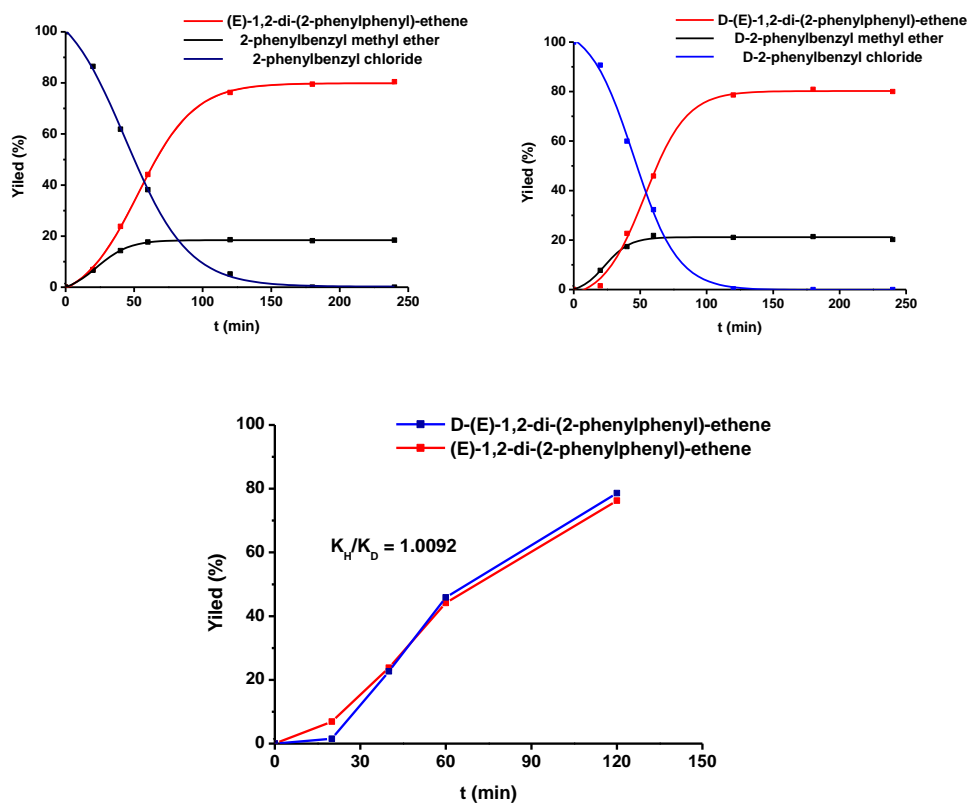 (E)-1,2-di-(2-phenylphenyl)-ethene
2-phenylbenzyl methyl ether
2-phenylbenzyl chloride
100
80
60
40
20
0
Yiled (%)
0 50 100 150 200 250
t (min)
D-(E)-1,2-di-(2-phenylphenyl)-ethene
D-2-phenylbenzyl methyl ether
D-2-phenylbenzyl chloride
100
80
60
40
20
0
Yiled (%)
0 50 100 150 200 250
t (min)
D-(E)-1,2-di-(2-phenylphenyl)-ethene
(E)-1,2-di-(2-phenylphenyl)-ethene
K_H/K_D = 1.0092
100
80
60
40
20
0
Yiled (%)
0 30 60 90 120 150
t (min)